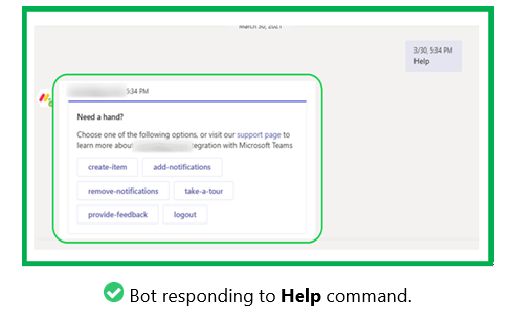 March 30, 2021
3/30, 5:34 PM
Help
5:34 PM
Need a hand?
Choose one of the following options, or visit our support page to
learn more about egration with Microsoft Teams
create-item add-notifications
remove-notifications take-a-tour
provide-feedback logout
Bot responding to Help command.